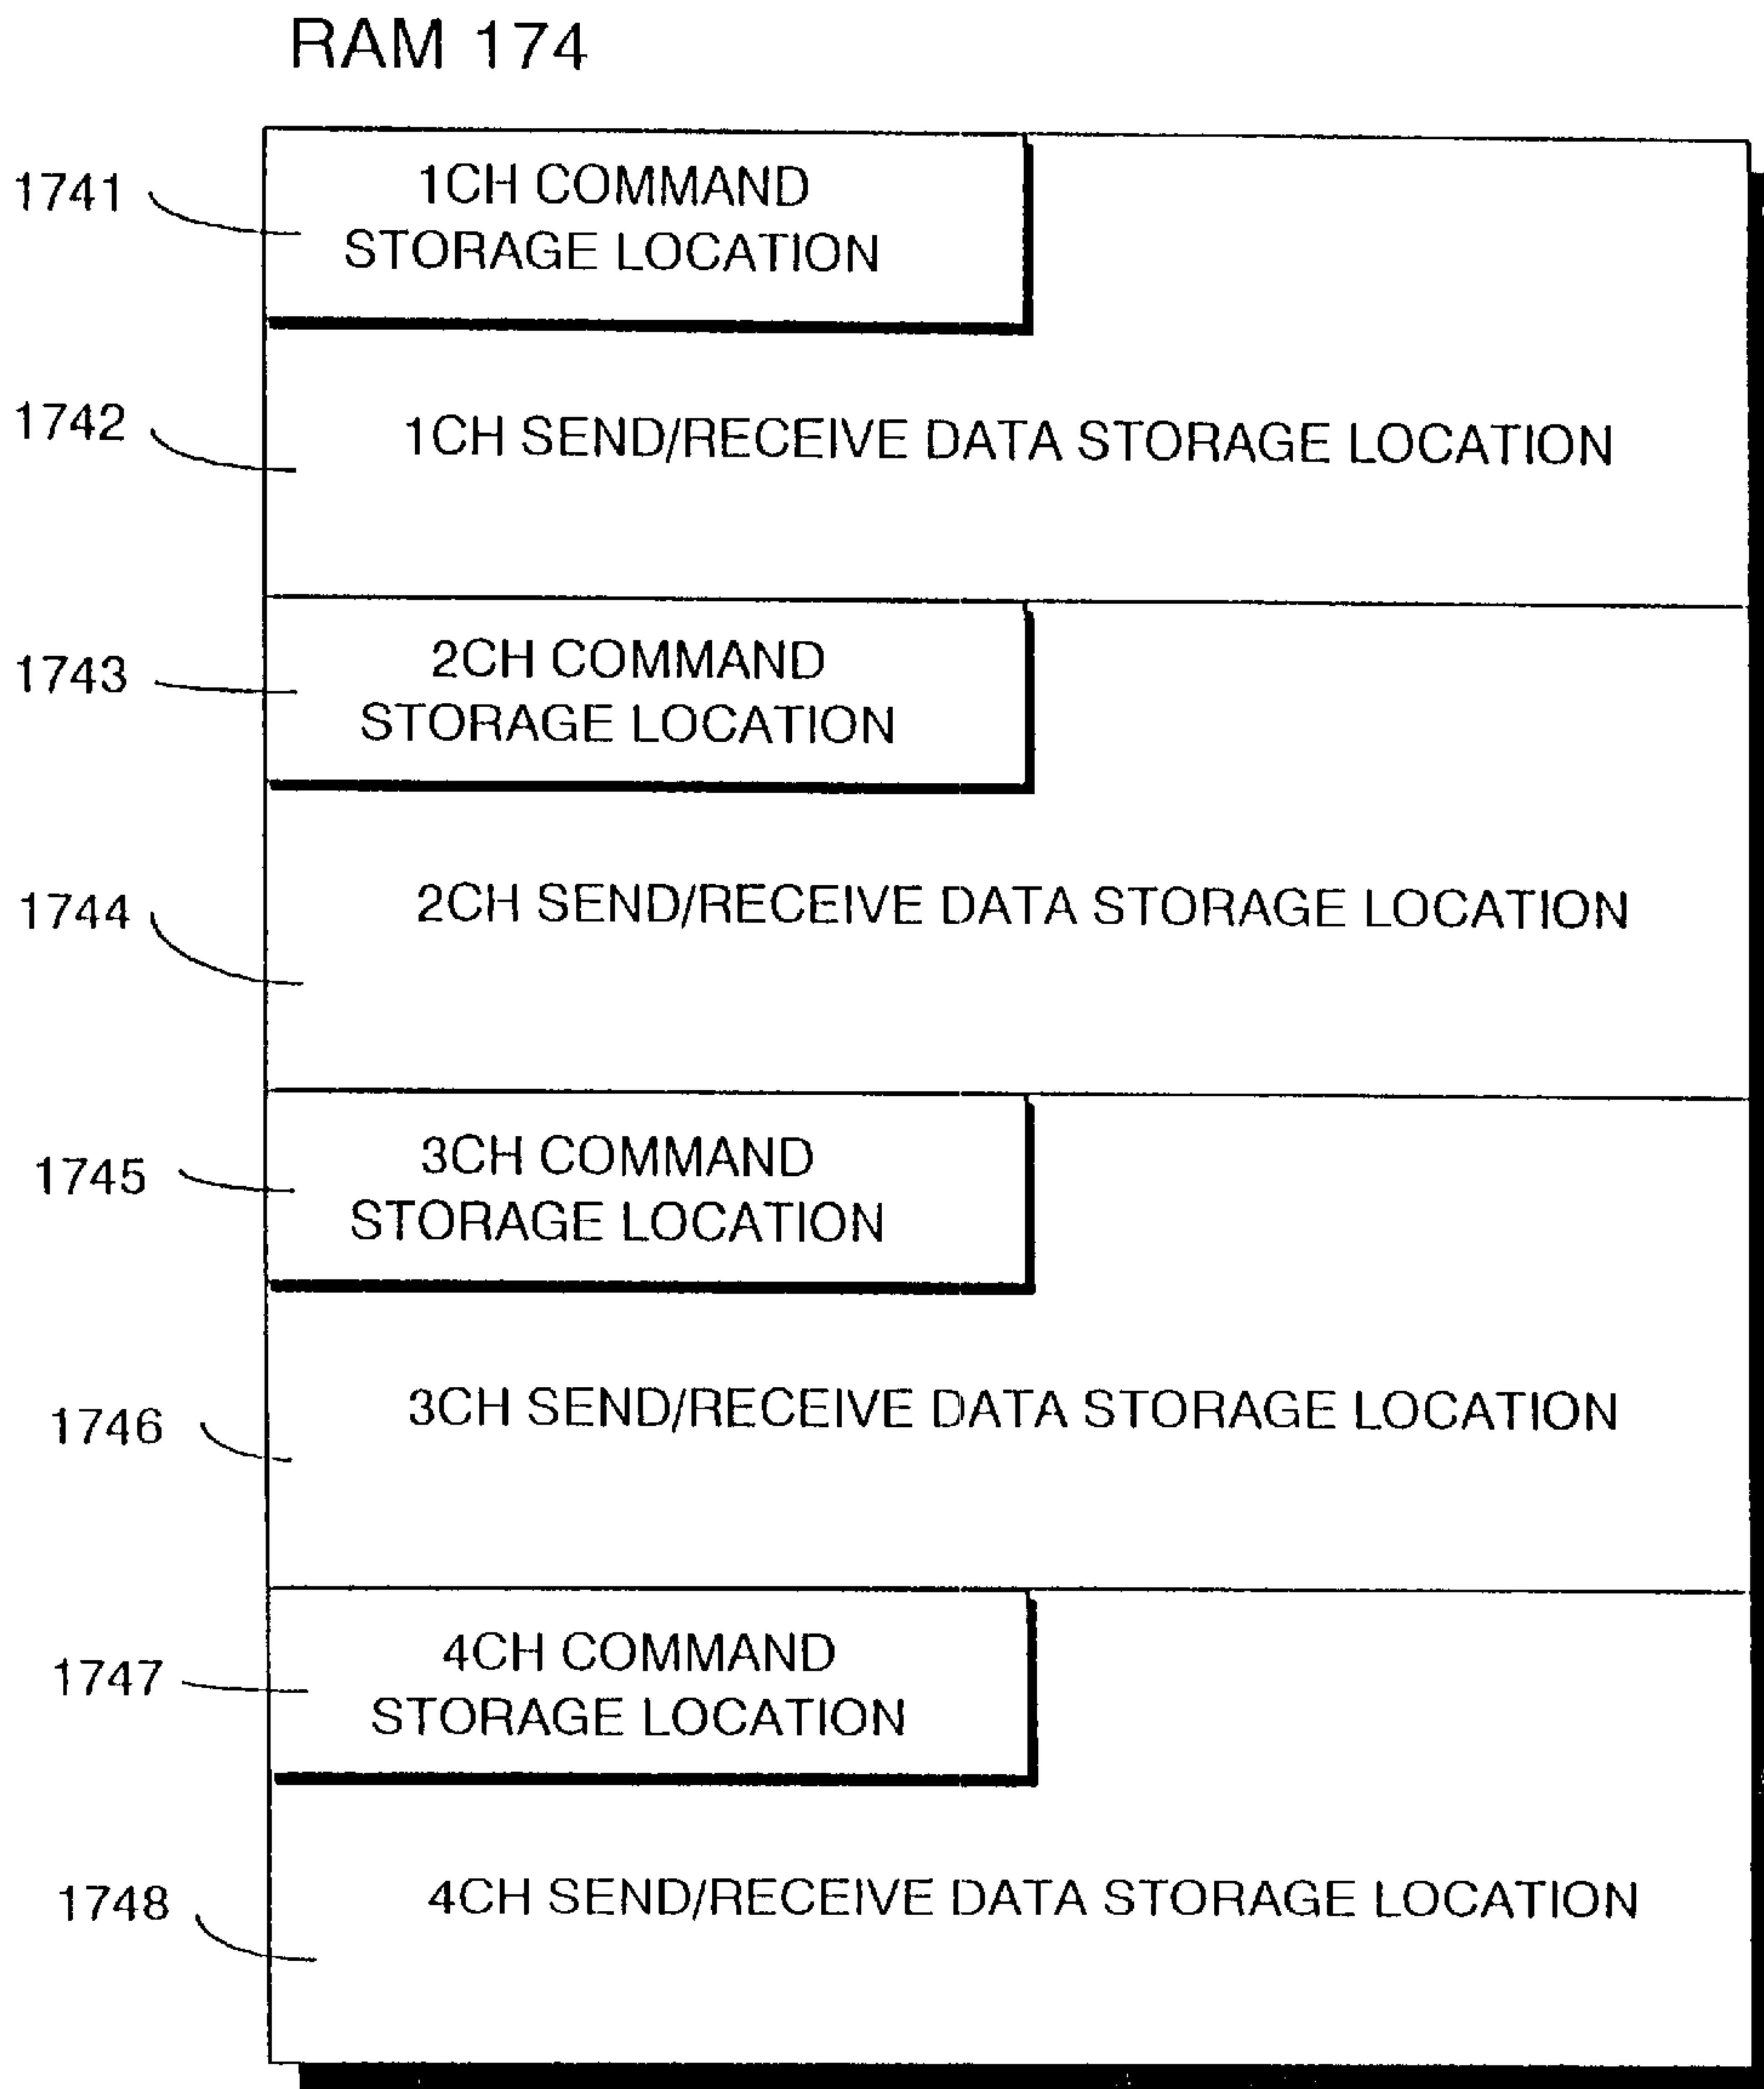 RAM 174
1741
1CH COMMAND
STORAGE LOCATION
1742
1CH SEND/RECEIVE DATA STORAGE LOCATION
1743
2CH COMMAND
STORAGE LOCATION
1744
2CH SEND/RECEIVE DATA STORAGE LOCATION
1745
3CH COMMAND
STORAGE LOCATION
1746
3CH SEND/RECEIVE DATA STORAGE LOCATION
1747
4CH COMMAND
STORAGE LOCATION
1748
4CH SEND/RECEIVE DATA STORAGE LOCATION